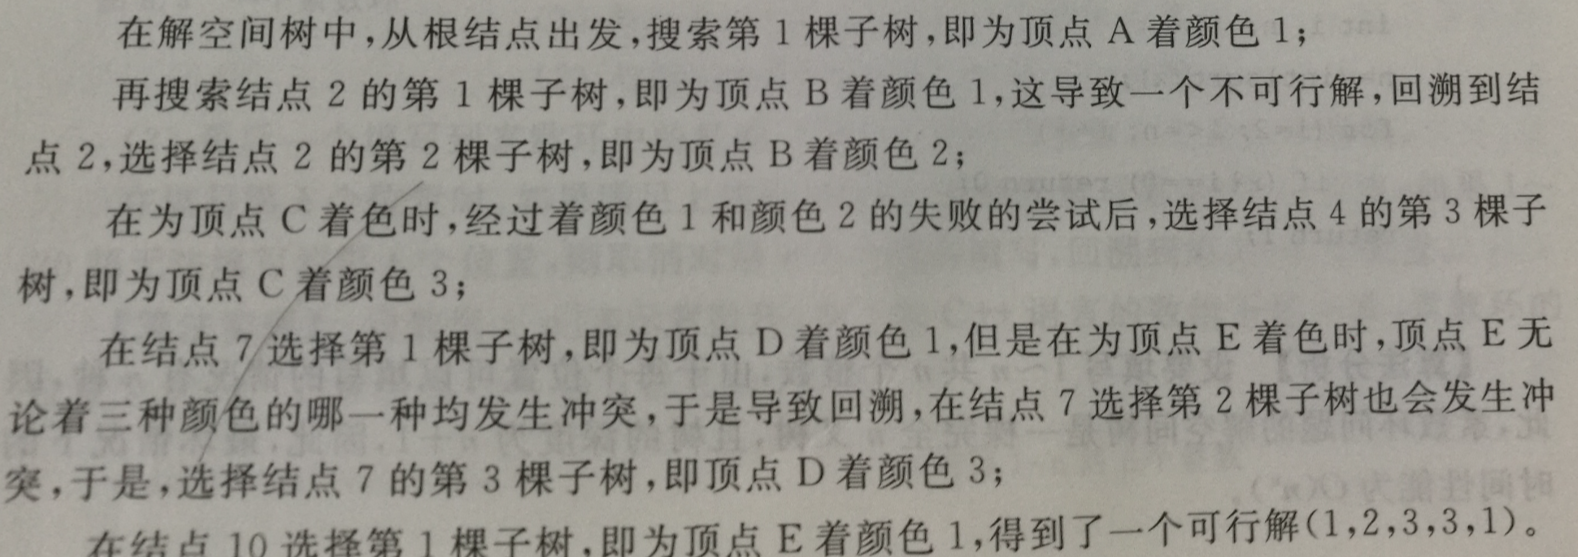 在解空间树中,从根结点出发,搜索第 1 棵子树,即为顶点 A 着颜色 1;
再搜索结点 2 的第 1 棵子树,即为顶点 B 着颜色 1,这导致一个不可行解,回溯到结
点 2,选择结点 2 的第 2 棵子树,即为顶点 B 着颜色 2;
在为顶点 C 着色时,经过着颜色 1 和颜色 2 的失败的尝试后,选择结点 4 的第 3 棵子
树,即为顶点 C 着颜色 3;
在结点 7 选择第 1 棵子树,即为顶点 D 着颜色 1,但是在为顶点 E 着色时,顶点 E 无
论着三种颜色的哪一种均发生冲突,于是导致回溯,在结点 7 选择第 2 棵子树也会发生冲
突,于是,选择结点 7 的第 3 棵子树,即顶点 D 着颜色 3;
在结点 10 选择第 1 棵子树,即为顶点 E 着颜色 1,得到了一个可行解(1,2,3,3,1)。